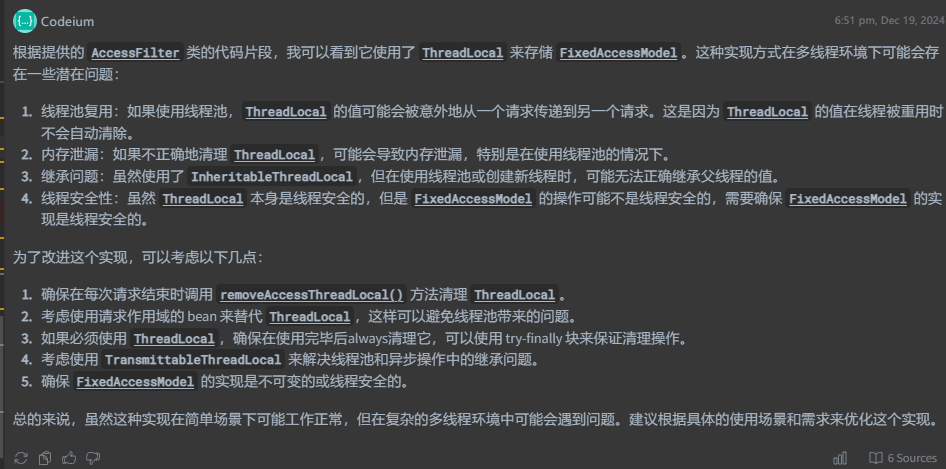 {...} Codeium 6:51 pm, Dec 19, 2024
根据提供的 AccessFilter 类的代码片段，我可以看到它使用了 ThreadLocal 来存储 FixedAccessModel。这种实现方式在多线程环境下可能会存
在一些潜在问题：
1. 线程池复用：如果使用线程池，ThreadLocal 的值可能会被意外地从一个请求传递到另一个请求。这是因为 ThreadLocal 的值在线程被重用时
不会自动清除。
2. 内存泄漏：如果不正确地清理 ThreadLocal，可能会导致内存泄漏，特别是在使用线程池的情况下。
3. 继承问题：虽然使用了 InheritableThreadLocal，但在使用线程池或创建新线程时，可能无法正确继承父线程的值。
4. 线程安全性：虽然 ThreadLocal 本身是线程安全的，但是 FixedAccessModel 的操作可能不是线程安全的，需要确保 FixedAccessModel 的实
现是线程安全的。
为了改进这个实现，可以考虑以下几点：
1. 确保在每次请求结束时调用 removeAccessThreadLocal() 方法清理 ThreadLocal。
2. 考虑使用请求作用域的 bean 来替代 ThreadLocal，这样可以避免线程池带来的问题。
3. 如果必须使用 ThreadLocal，确保在使用完毕后always清理它，可以使用 try-finally 块来保证清理操作。
4. 考虑使用 TransmittableThreadLocal 来解决线程池和异步操作中的继承问题。
5. 确保 FixedAccessModel 的实现是不可变的或线程安全的。
总的来说，虽然这种实现在简单场景下可能工作正常，但在复杂的多线程环境中可能会遇到问题。建议根据具体的使用场景和需求来优化这个实现。
6 Sources